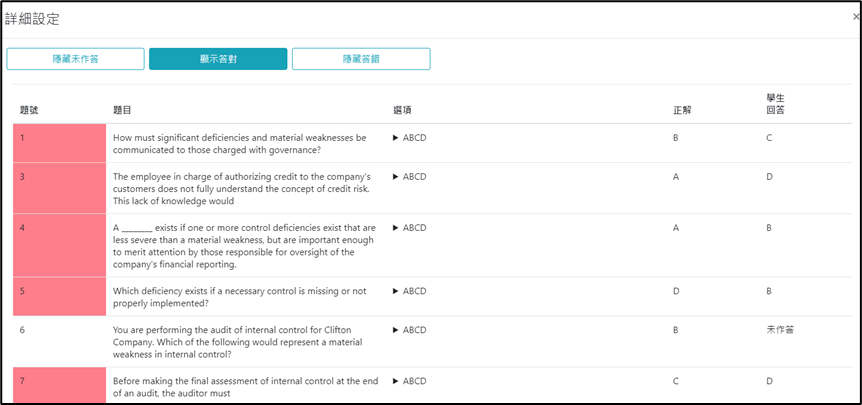 詳細設定
×
隱藏未作答 顯示答對 隱藏答錯
題號 題目 選項 正解 學生
回答
1 How must significant deficiencies and material weaknesses be ▶ ABCD B C
communicated to those charged with governance?
3 The employee in charge of authorizing credit to the company's ▶ ABCD A D
customers does not fully understand the concept of credit risk.
This lack of knowledge would
4 A ________ exists if one or more control deficiencies exist that are ▶ ABCD A B
less severe than a material weakness, but are important enough
to merit attention by those responsible for oversight of the
company's financial reporting.
5 Which deficiency exists if a necessary control is missing or not ▶ ABCD D B
properly implemented?
6 You are performing the audit of internal control for Clifton ▶ ABCD B 未作答
Company. Which of the following would represent a material
weakness in internal control?
7 Before making the final assessment of internal control at the end ▶ ABCD C D
of an audit, the auditor must